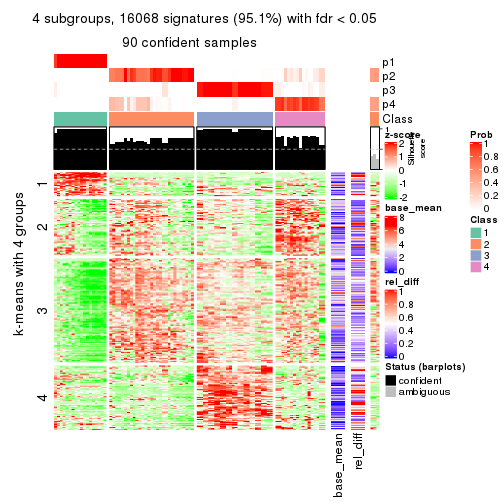 4 subgroups, 16068 signatures (95.1%) with fdr < 0.05
90 confident samples
p1
p2
p3
p4
Class
1
Silhouette
score
z-score
2
1
0
-1
-2
Prob
1
0.8
0.6
0.4
0.2
0
base_mean
8
6
4
2
0
Class
1
2
3
4
rel_diff
1
0.8
0.6
0.4
0.2
0
Status (barplots)
confident
ambiguous
k-means with 4 groups
1
2
3
4
base_mean
rel_diff